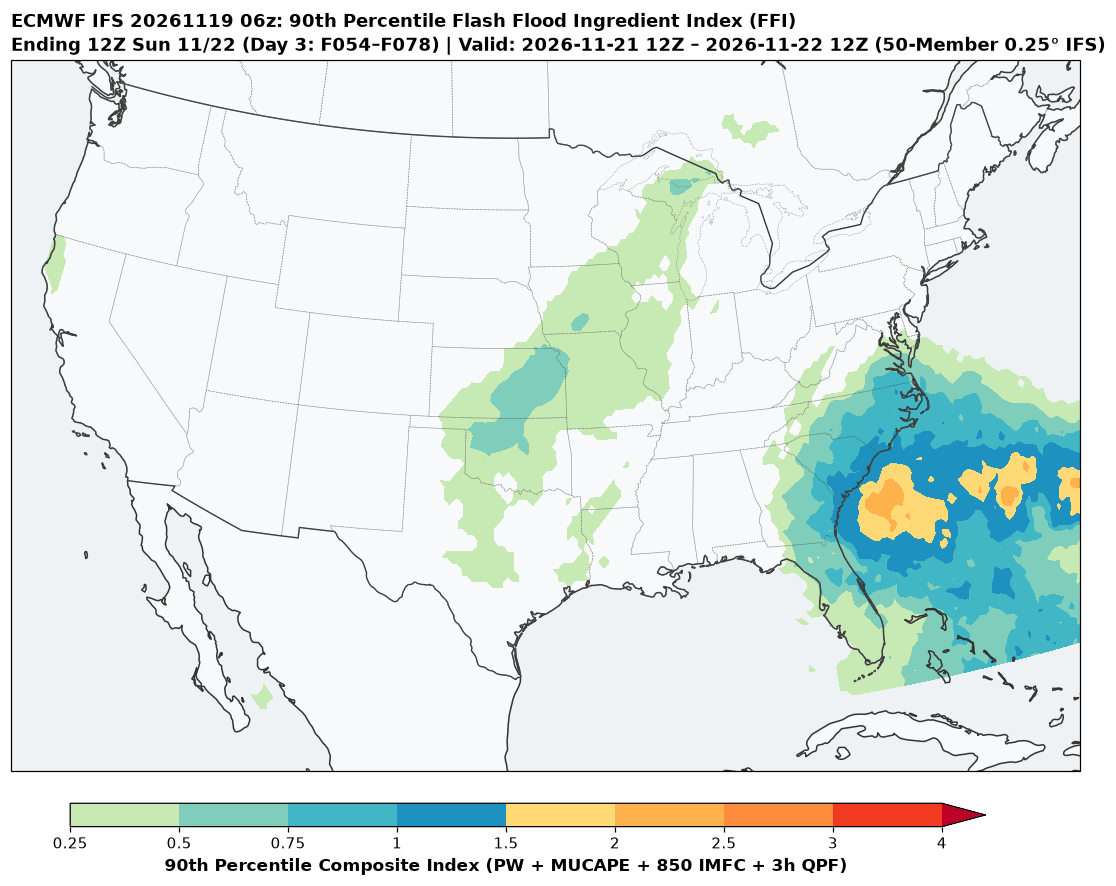 ECMWF IFS 20261119 06z: 90th Percentile Flash Flood Ingredient Index (FFI)
Ending 12Z Sun 11/22 (Day 3: F054–F078) | Valid: 2026-11-21 12Z – 2026-11-22 12Z (50-Member 0.25° IFS)
0.25 0.5 0.75 1 1.5 2 2.5 3 4
90th Percentile Composite Index (PW + MUCAPE + 850 IMFC + 3h QPF)